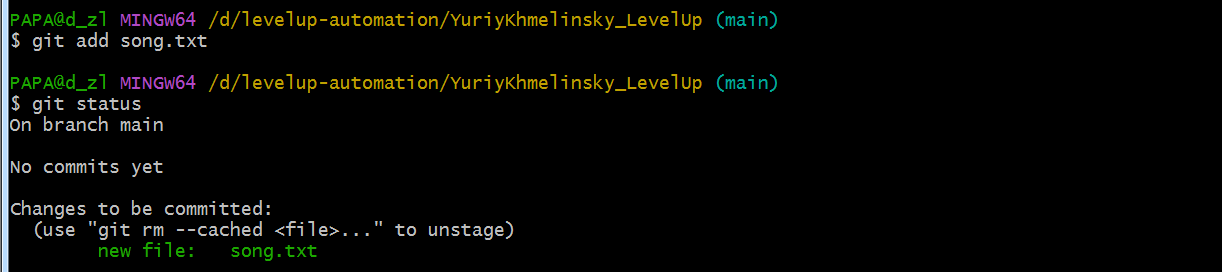 PAPA@d_zl MINGW64 /d/levelup-automation/YuriyKhmelinsky_LevelUp (main)
$ git add song.txt
PAPA@d_zl MINGW64 /d/levelup-automation/YuriyKhmelinsky_LevelUp (main)
$ git status
On branch main
No commits yet
Changes to be committed:
(use "git rm --cached <file>..." to unstage)
new file:   song.txt